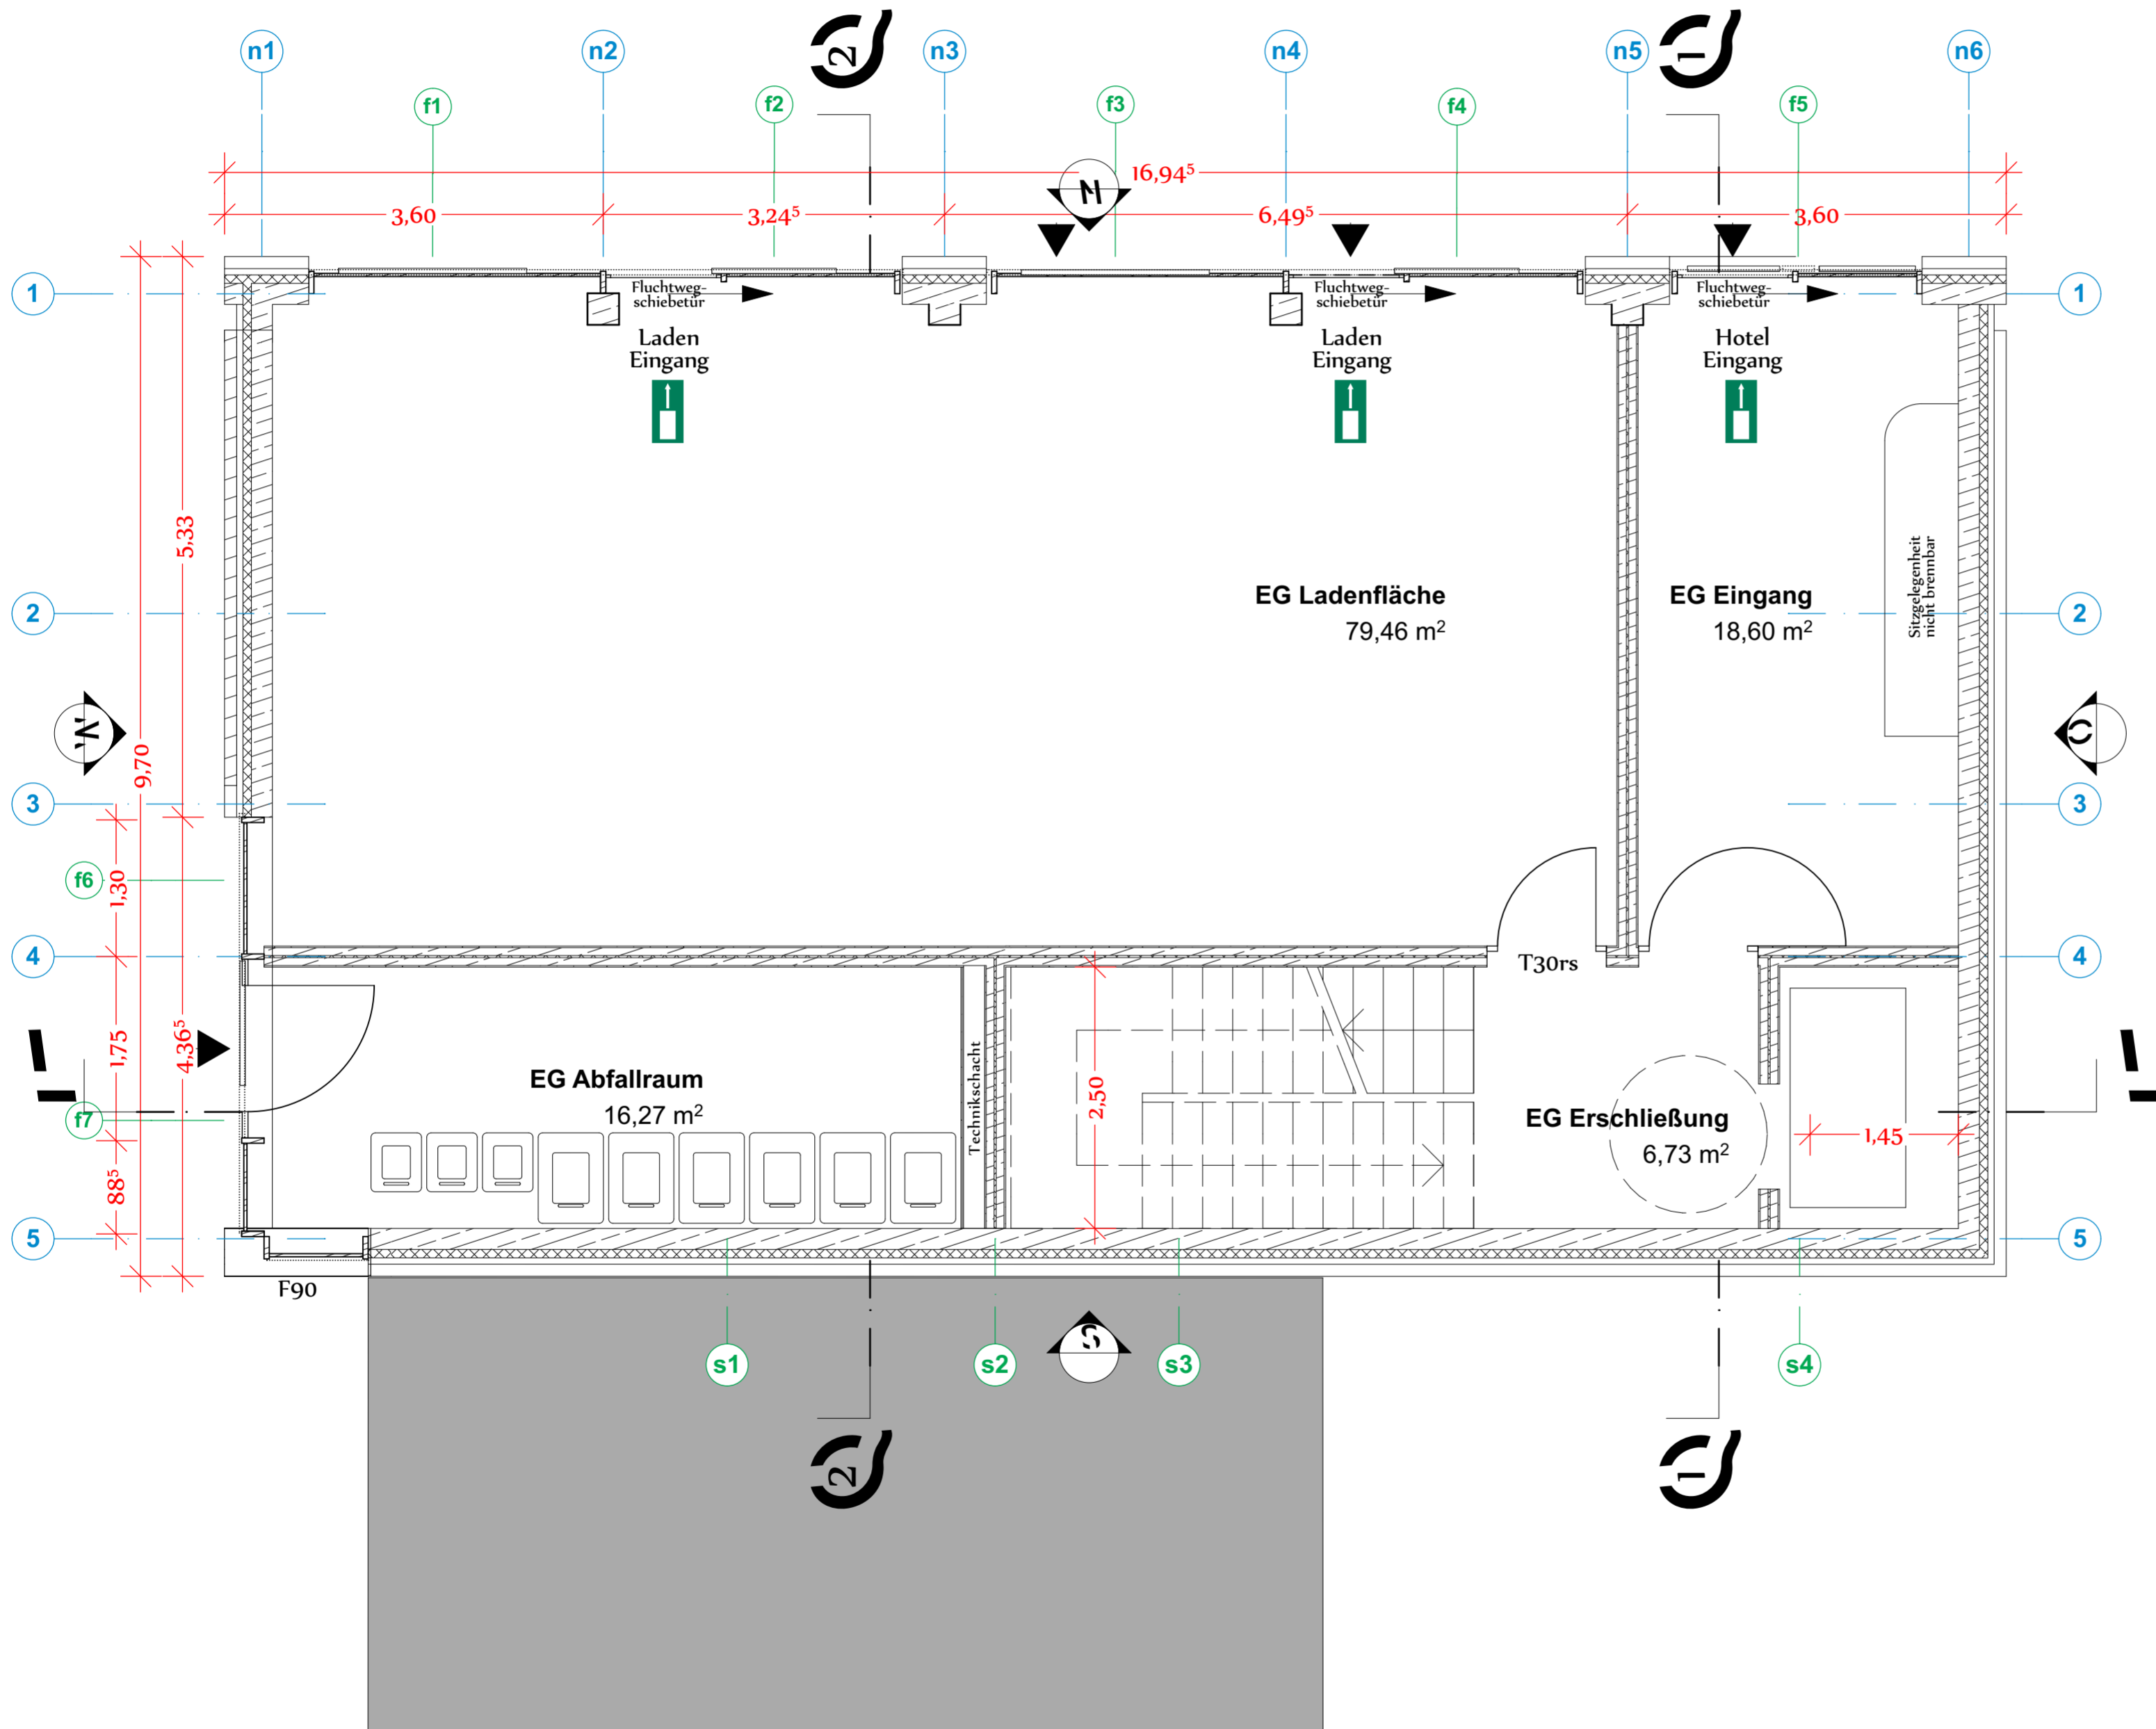 2
1
n1
n2
n3
n4
n5
n6
f1
f2
f3
f4
f5
16,94⁵
N
3,60
3,24⁵
6,49⁵
3,60
1
1
Fluchtweg-
schiebetür
Fluchtweg-
schiebetür
Fluchtweg-
schiebetür
Laden
Eingang
Laden
Eingang
Hotel
Eingang
5,33
EG Ladenfläche
79,46 m²
EG Eingang
18,60 m²
Sitzgelegenheit
nicht brennbar
2
2
W
9,70
O
3
3
f6
1,30
4
4
T30rs
1,75
4,36⁵
EG Abfallraum
16,27 m²
Technikschacht
2,50
EG Erschließung
6,73 m²
1,45
f7
88⁵
5
5
F90
s1
s2
S
s3
s4
2
1